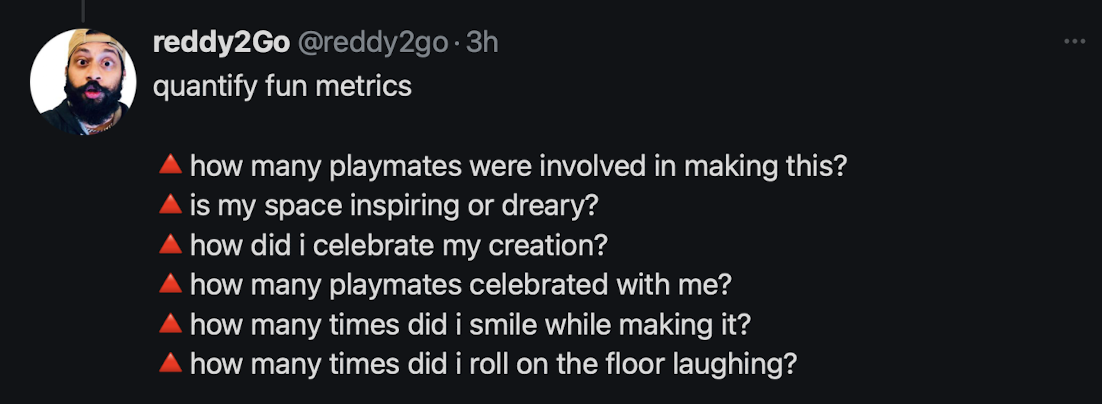 reddy2Go @reddy2go · 3h
quantify fun metrics
🔺how many playmates were involved in making this?
🔺is my space inspiring or dreary?
🔺how did i celebrate my creation?
🔺how many playmates celebrated with me?
🔺how many times did i smile while making it?
🔺how many times did i roll on the floor laughing?